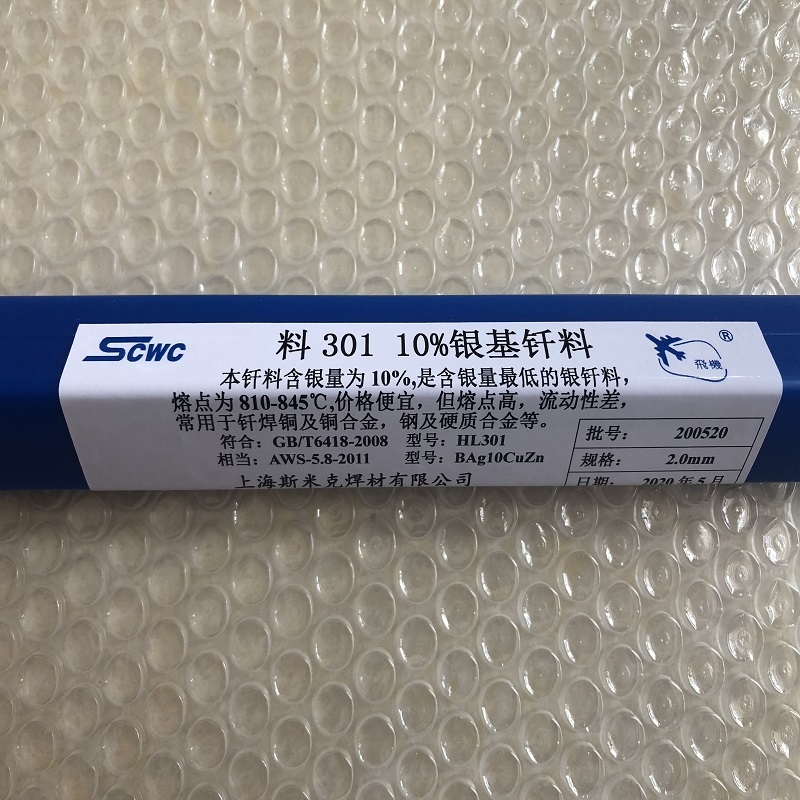 SCWC
料 301 10%银基钎料
飛機
®
本钎料含银量为 10%,是含银量最低的银钎料，
熔点为 810-845℃,价格便宜，但熔点高，流动性差，
常用于钎焊铜及铜合金，钢及硬质合金等。
符合：GB/T6418-2008 型号：HL301
相当：AWS-5.8-2011 型号：BAg10CuZn
上海斯米克焊材有限公司
批号： 200520
规格： 2.0mm
日期： 2020 年 5 月